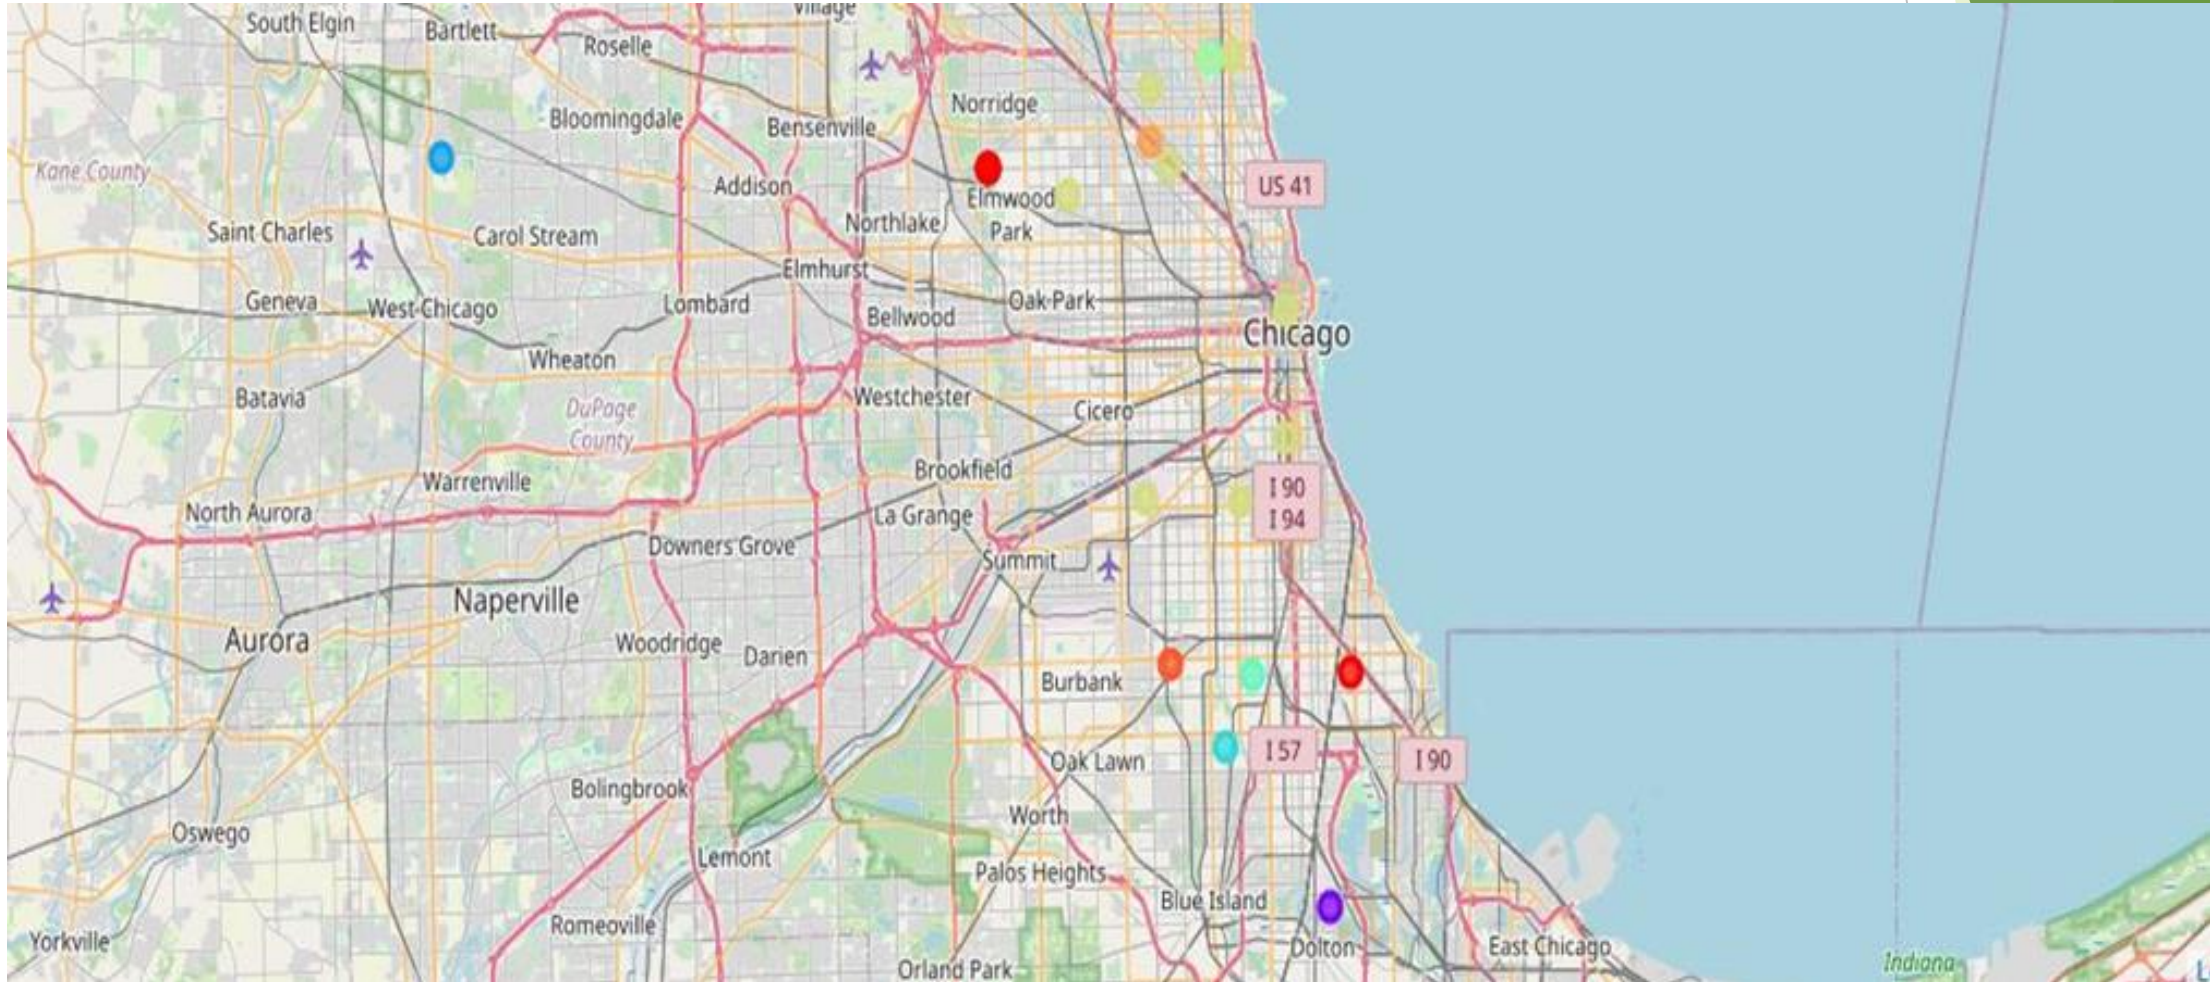 South Elgin
Bartlett
Roselle
Village
Bloomingdale
Bensenville
Norridge
Kane County
Addison
Elmwood
Park
US 41
Saint Charles
Carol Stream
Northlake
Elmhurst
Geneva
West Chicago
Lombard
Bellwood
Oak Park
Chicago
Wheaton
Batavia
DuPage
County
Westchester
Cicero
Warrenville
Brookfield
I 90
I 94
North Aurora
La Grange
Downers Grove
Summit
Naperville
Aurora
Woodridge
Darien
Burbank
Bolingbrook
Oak Lawn
I 57
I 90
Oswego
Worth
Lemont
Palos Heights
Blue Island
Romeoville
Yorkville
Dolton
East Chicago
Orland Park
Indiana
L